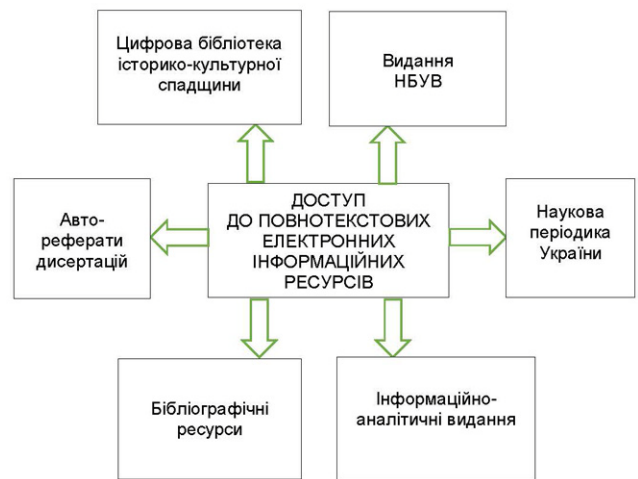 Цифрова бібліотека
історико-культурної
спадщини
Видання
НБУВ
Авто-
реферати
дисертацій
ДОСТУП
ДО ПОВНОТЕКСТОВИХ
ЕЛЕКТРОННИХ
ІНФОРМАЦІЙНИХ
РЕСУРСІВ
Наукова
періодика
України
Бібліографічні
ресурси
Інформаційно-
аналітичні видання